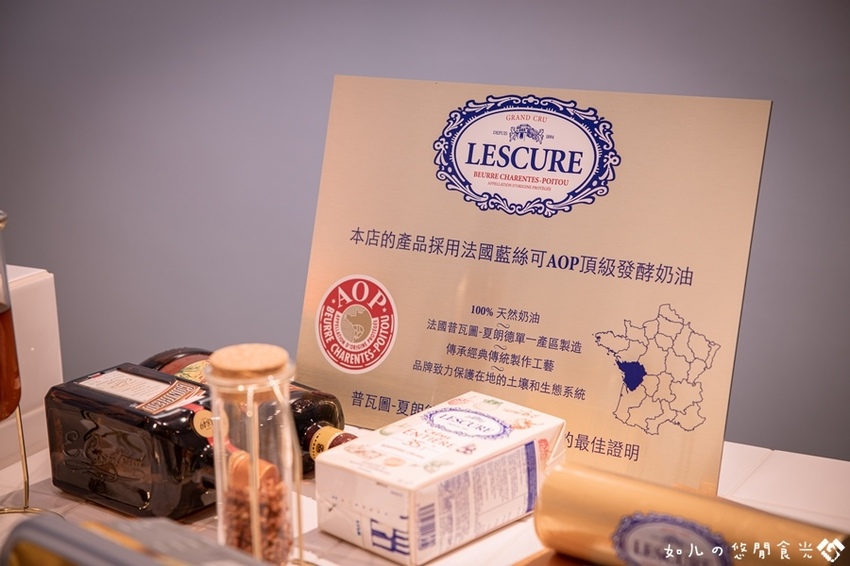 GRAND CRU
DEPUIS 1884
LESCURE
BEURRE CHARENTES-POITOU
APPELLATION D'ORIGINE PROTÉGÉE
本店的產品採用法國藍絲可AOP頂級發酵奶油
AOP
APPELLATION D'ORIGINE PROTÉGÉE
BEURRE CHARENTES-POITOU
100% 天然奶油
～
法國普瓦圖-夏朗德單一產區製造
～
傳承經典傳統製作工藝
～
品牌致力保護在地的土壤和生態系統
普瓦圖-夏朗
的最佳證明
LESCURE
ENTIÈRE
LESCURE
如儿の悠閒食光